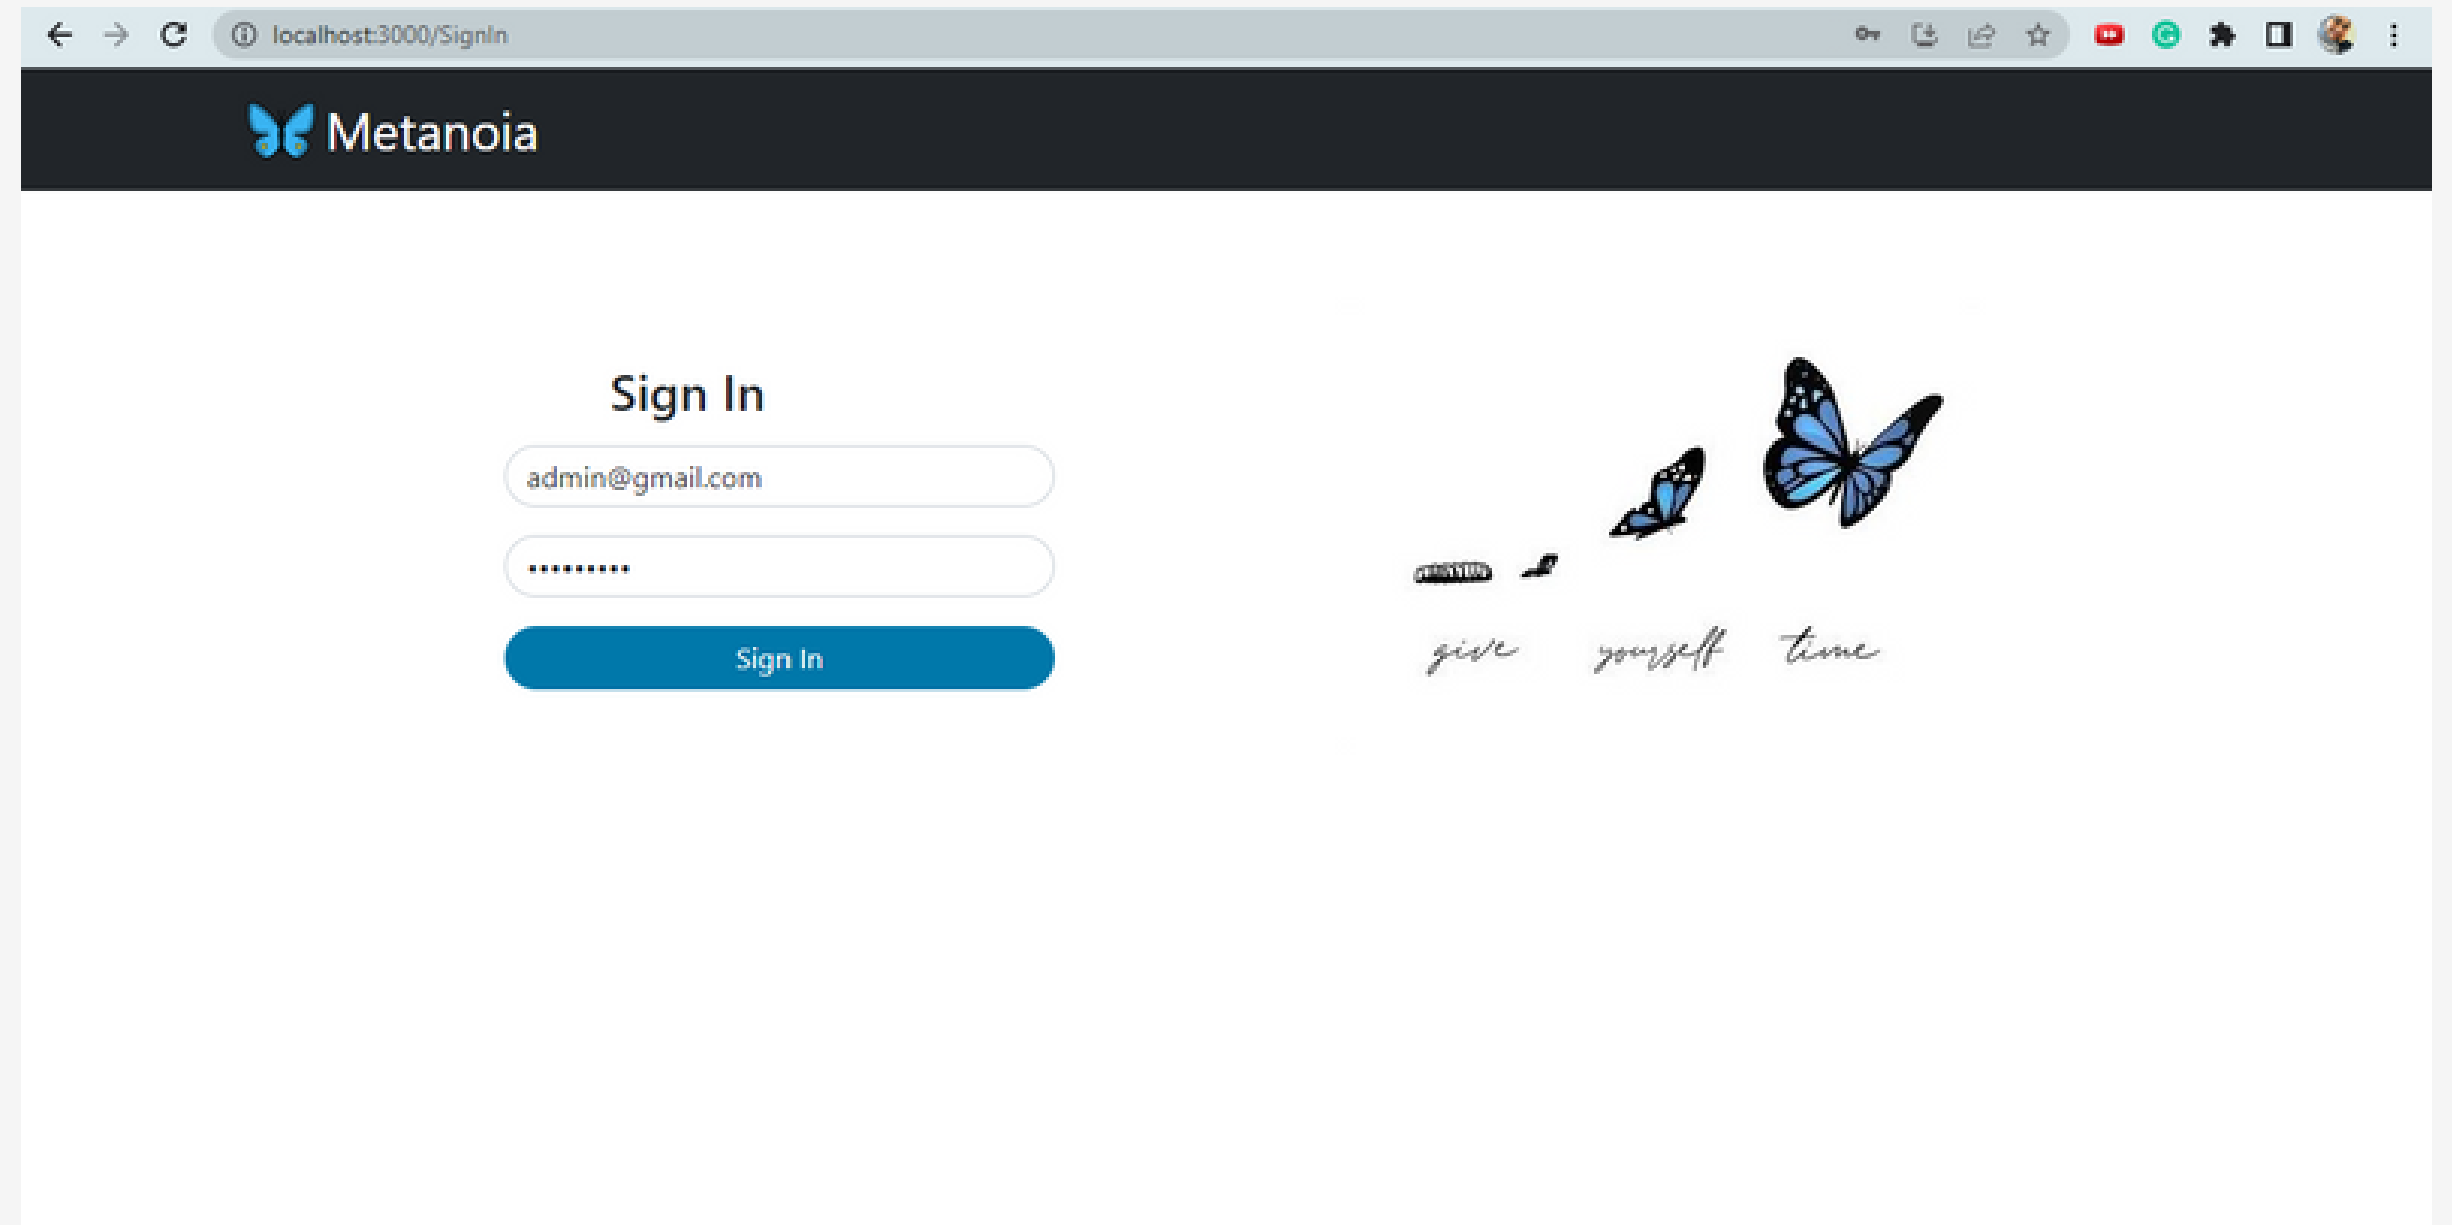 localhost:3000/SignIn
Metanoia
Sign In
admin@gmail.com
•••••••••
Sign In
give yourself time